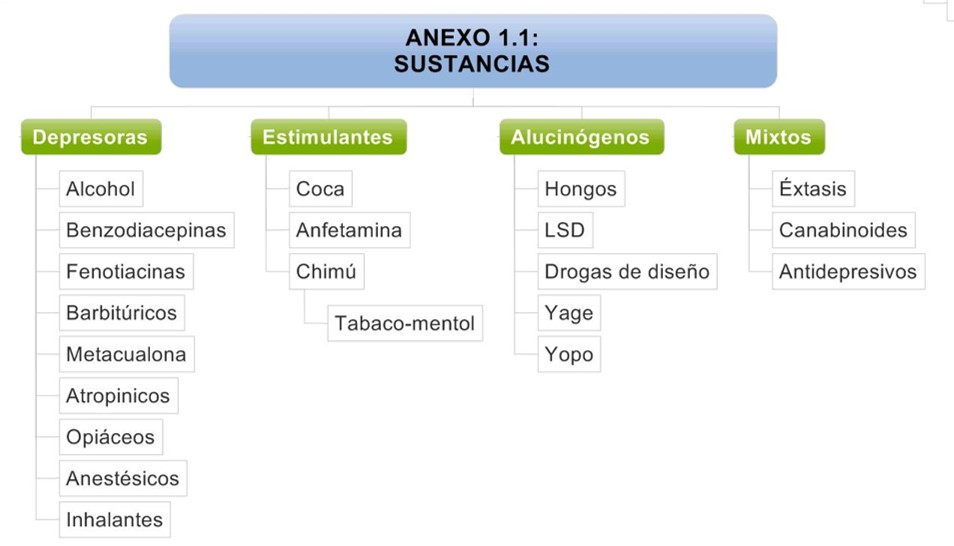 ANEXO 1.1:
SUSTANCIAS
Depresoras
Alcohol
Benzodiacepinas
Fenotiacinas
Barbitúricos
Metacualona
Atropinicos
Opiáceos
Anestésicos
Inhalantes
Estimulantes
Coca
Anfetamina
Chimú
Tabaco-mentol
Alucinógenos
Hongos
LSD
Drogas de diseño
Yage
Yopo
Mixtos
Éxtasis
Canabinoides
Antidepresivos